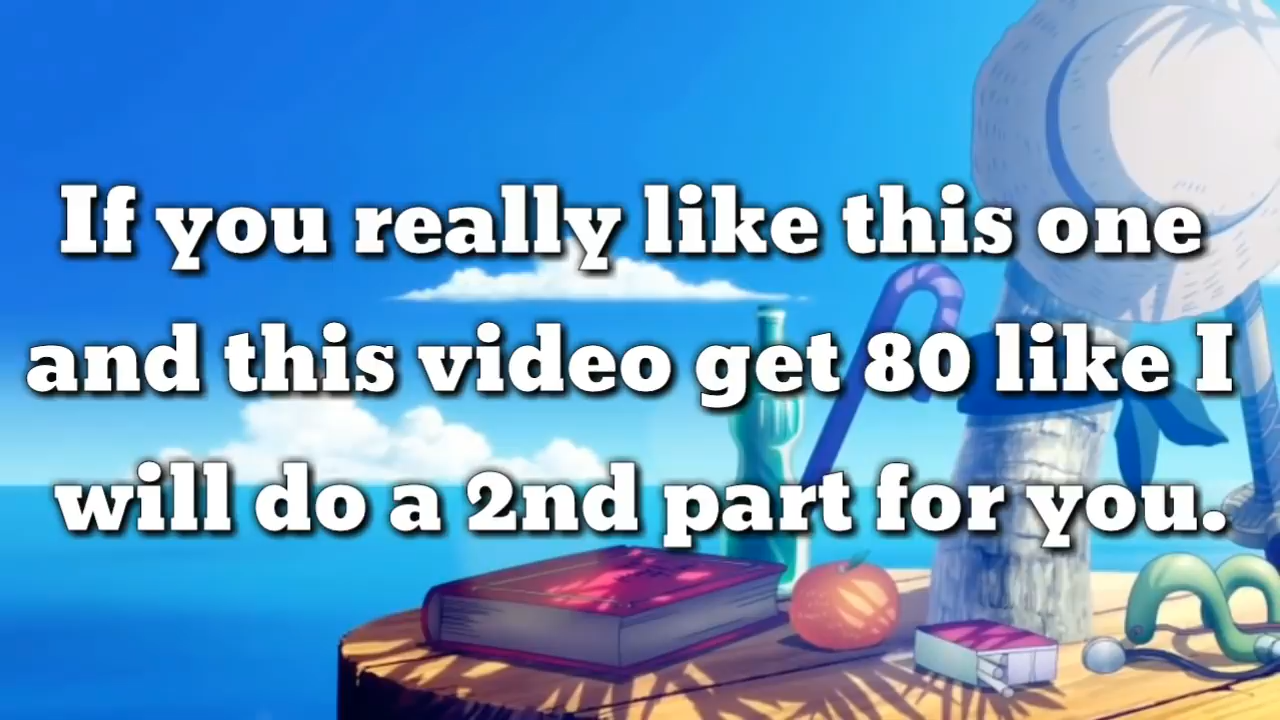 If you really like this one
and this video get 80 like I
will do a 2nd part for you.